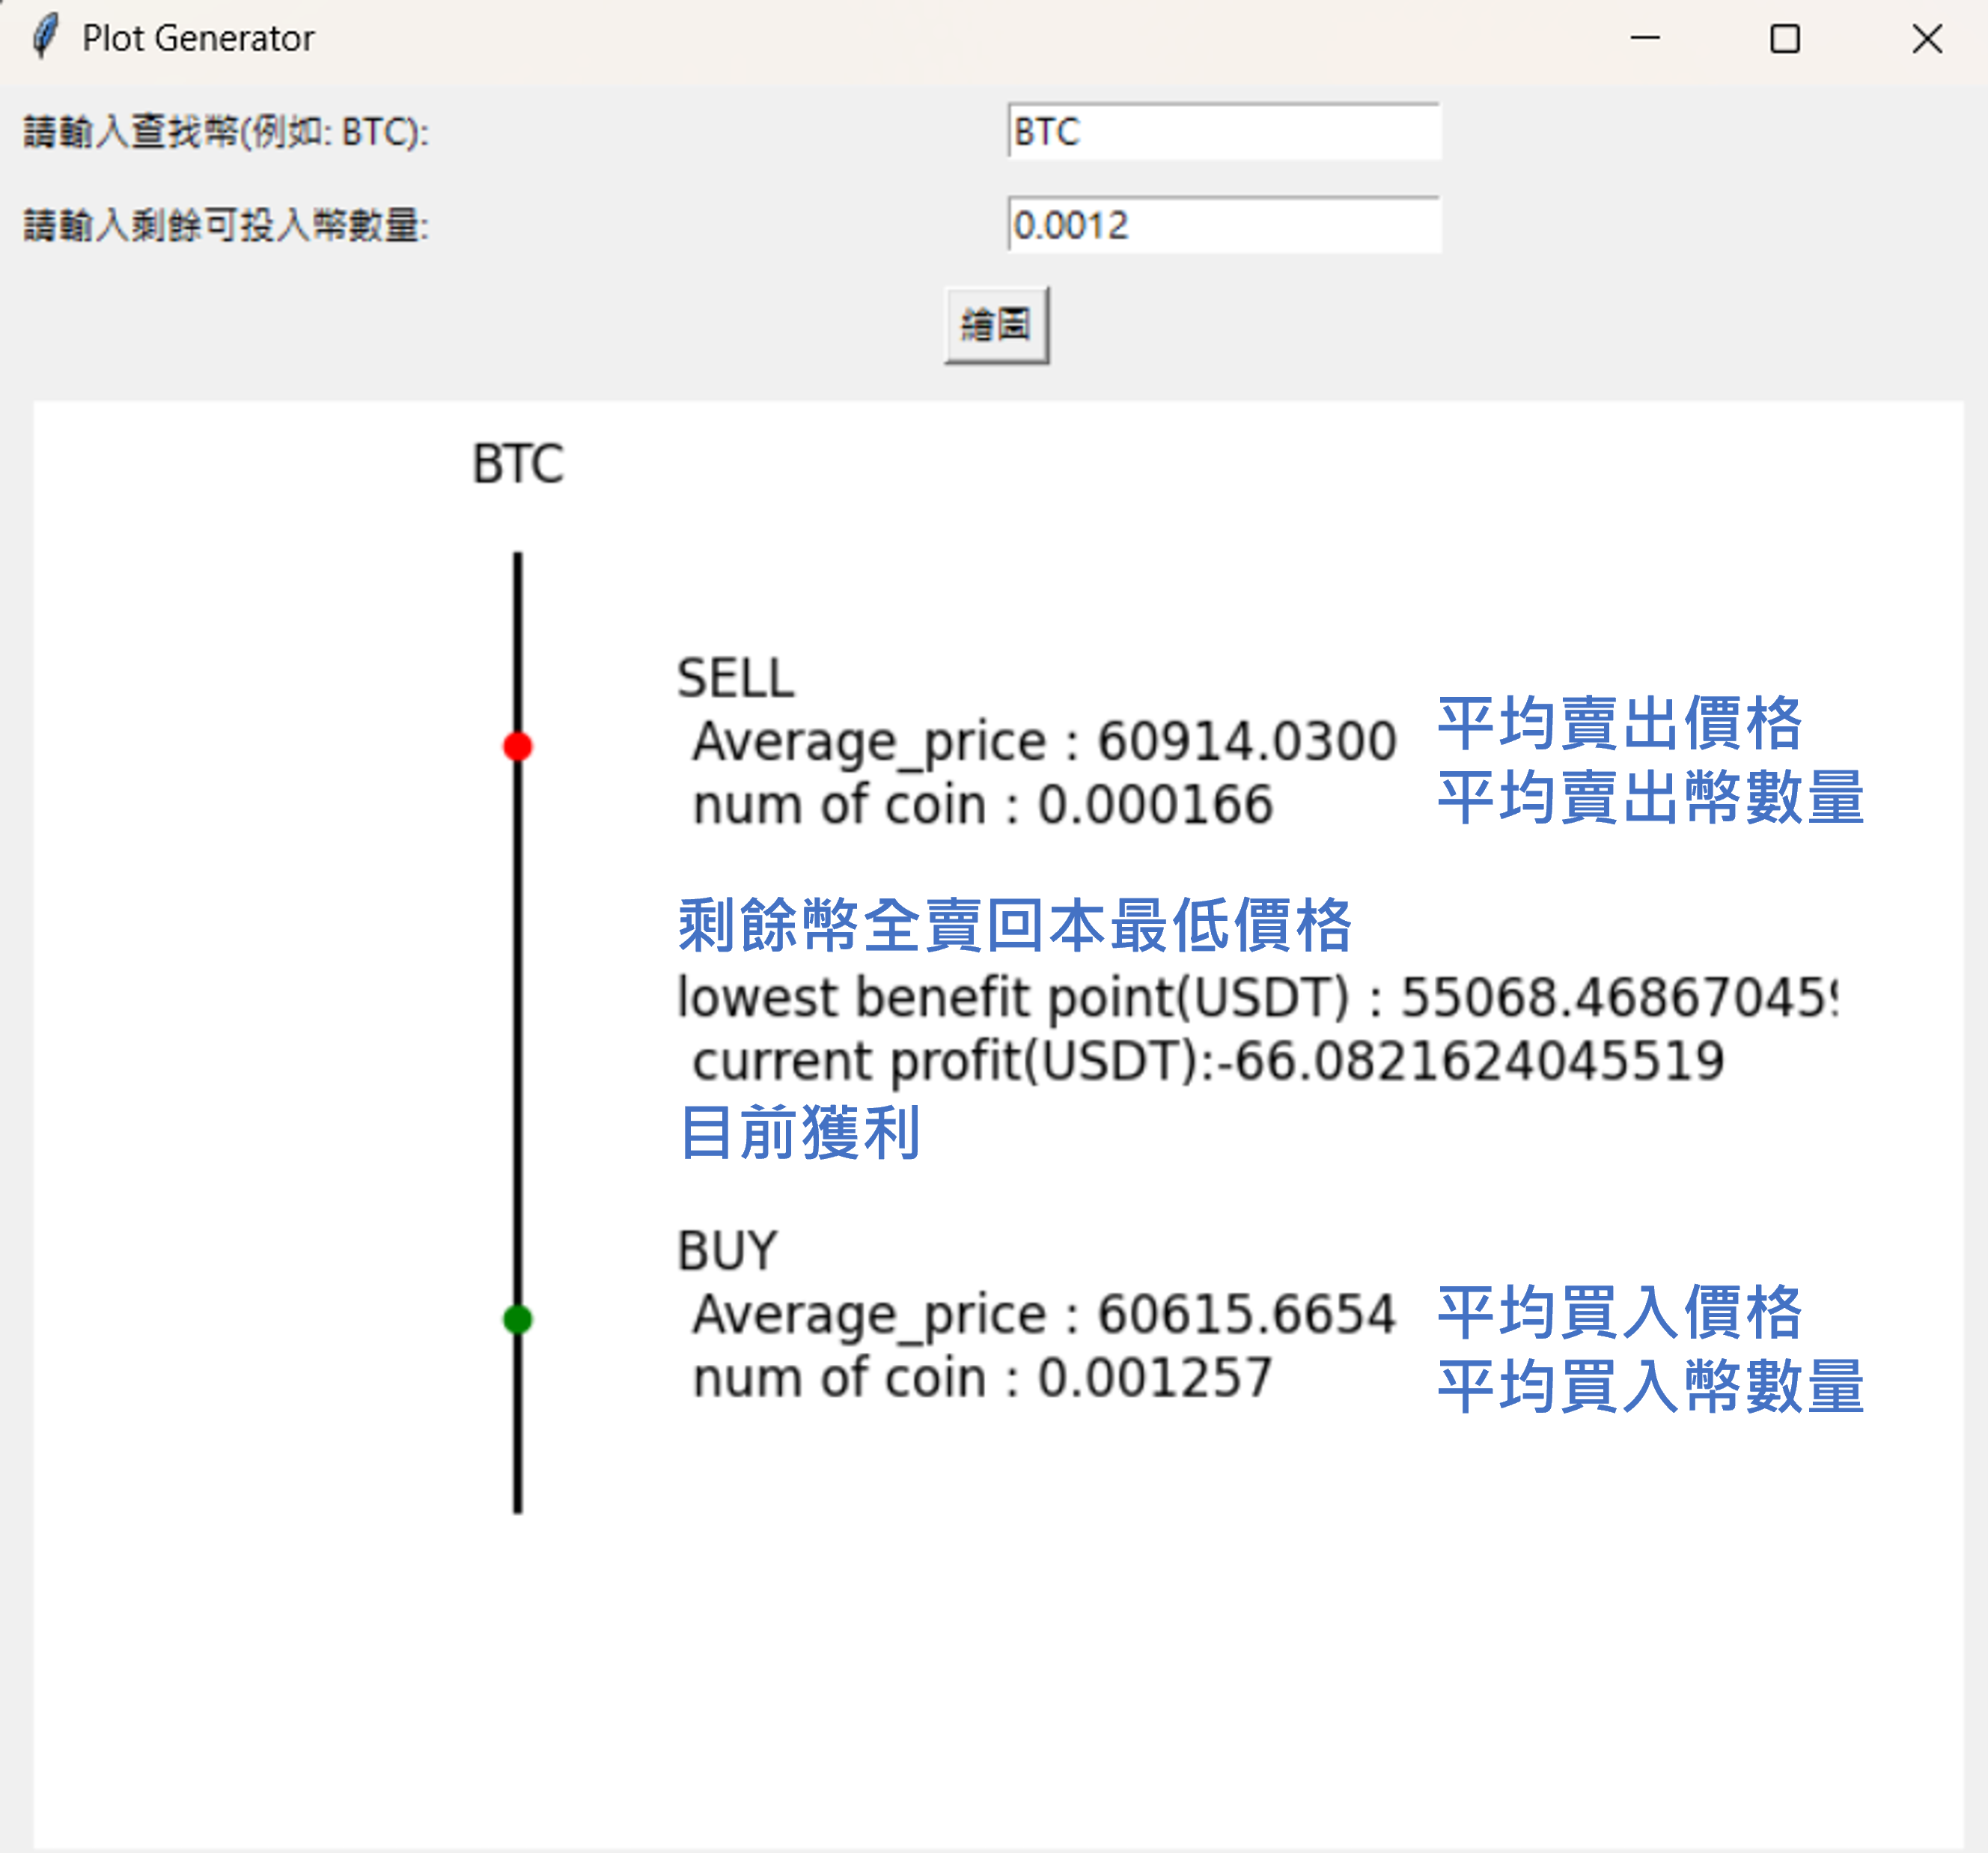 Plot Generator
請輸入查找幣(例如: BTC):
BTC
請輸入剩餘可投入幣數量:
0.0012
繪圖
BTC
SELL
Average_price : 60914.0300
平均賣出價格
num of coin : 0.000166
平均賣出幣數量
剩餘幣全賣回本最低價格
lowest benefit point(USDT) : 55068.46867045
current profit(USDT):-66.0821624045519
目前獲利
BUY
Average_price : 60615.6654
平均買入價格
num of coin : 0.001257
平均買入幣數量